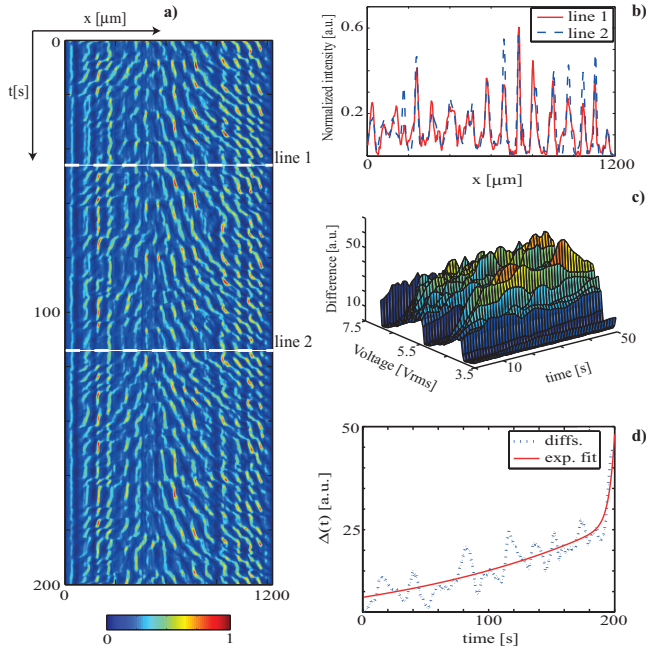 a)
x [μm]
t[s]
0
100
200
line 1
line 2
0
1200
0
1
b)
Normalized intensity [a.u.]
0.6
0.2
line 1
line 2
0
1200
x [μm]
c)
Difference [a.u.]
50
10
7.5
5.5
3.5
Voltage [Vrms]
10
50
time [s]
d)
Δ(t) [a.u.]
50
25
diffs.
exp. fit
0
100
200
time [s]